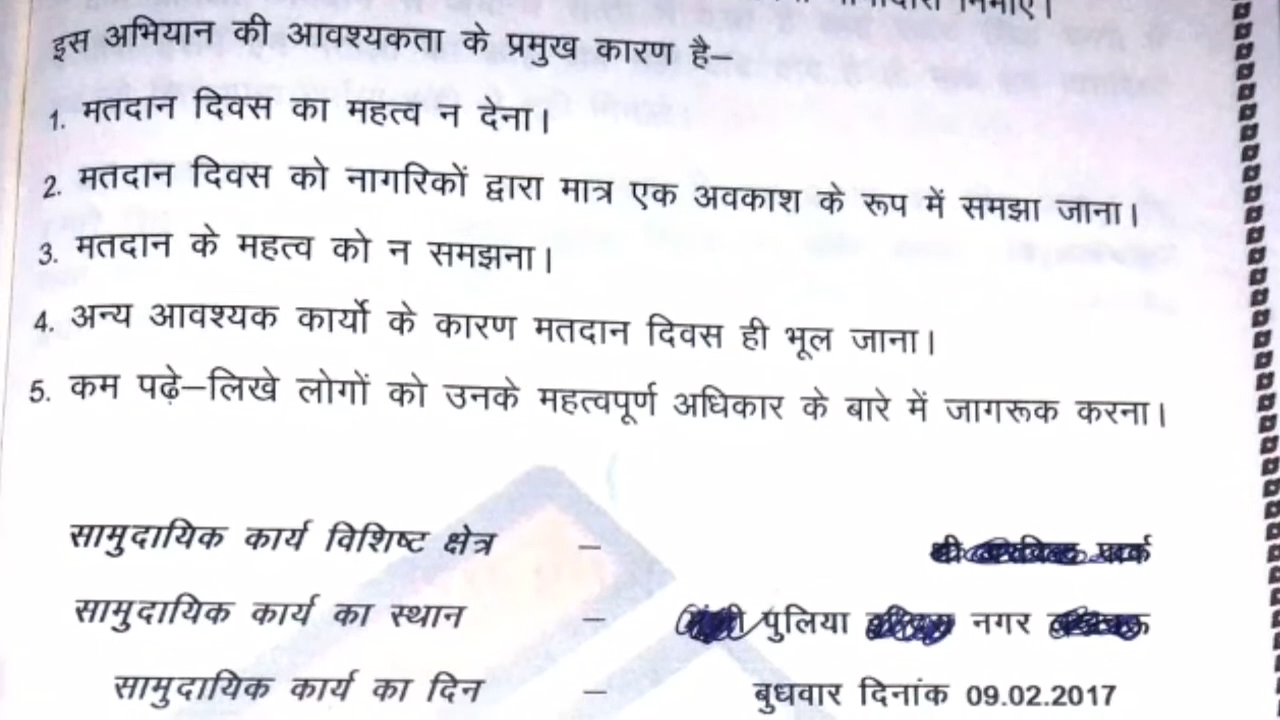 इस अभियान की आवश्यकता के प्रमुख कारण है–
1. मतदान दिवस का महत्व न देना।
2. मतदान दिवस को नागरिकों द्वारा मात्र एक अवकाश के रूप में समझा जाना।
3. मतदान के महत्व को न समझना।
4. अन्य आवश्यक कार्यो के कारण मतदान दिवस ही भूल जाना।
5. कम पढ़े–लिखे लोगों को उनके महत्वपूर्ण अधिकार के बारे में जागरूक करना।
सामुदायिक कार्य विशिष्ट क्षेत्र – पार्क
सामुदायिक कार्य का स्थान – पुलिया नगर
सामुदायिक कार्य का दिन – बुधवार दिनांक 09.02.2017